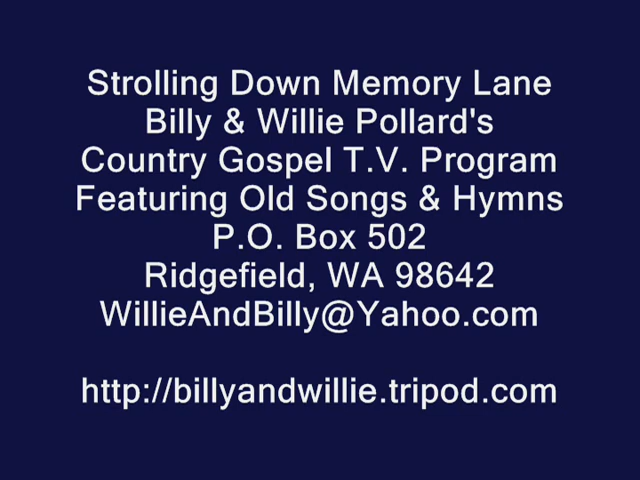 Strolling Down Memory Lane
Billy & Willie Pollard's
Country Gospel T.V. Program
Featuring Old Songs & Hymns
P.O. Box 502
Ridgefield, WA 98642
WillieAndBilly@Yahoo.com
http://billyandwillie.tripod.com